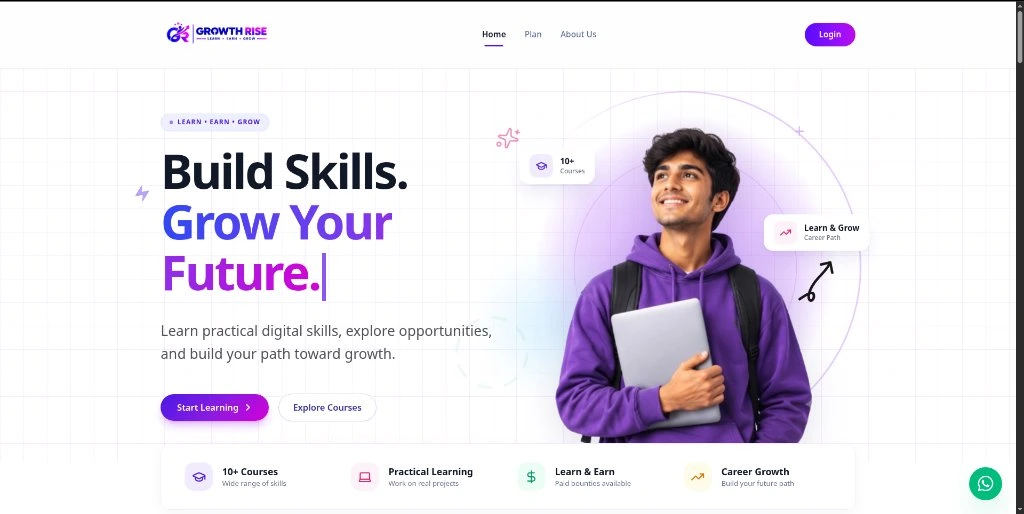 GROWTH RISE
LEARN • EARN • GROW
Home
Plan
About Us
Login
LEARN • EARN • GROW
Build Skills.
Grow Your
Future.
Learn practical digital skills, explore opportunities,
and build your path toward growth.
Start Learning
Explore Courses
10+
Courses
Learn & Grow
Career Path
10+ Courses
Wide range of skills
Practical Learning
Work on real projects
Learn & Earn
Paid bounties available
Career Growth
Build your future path